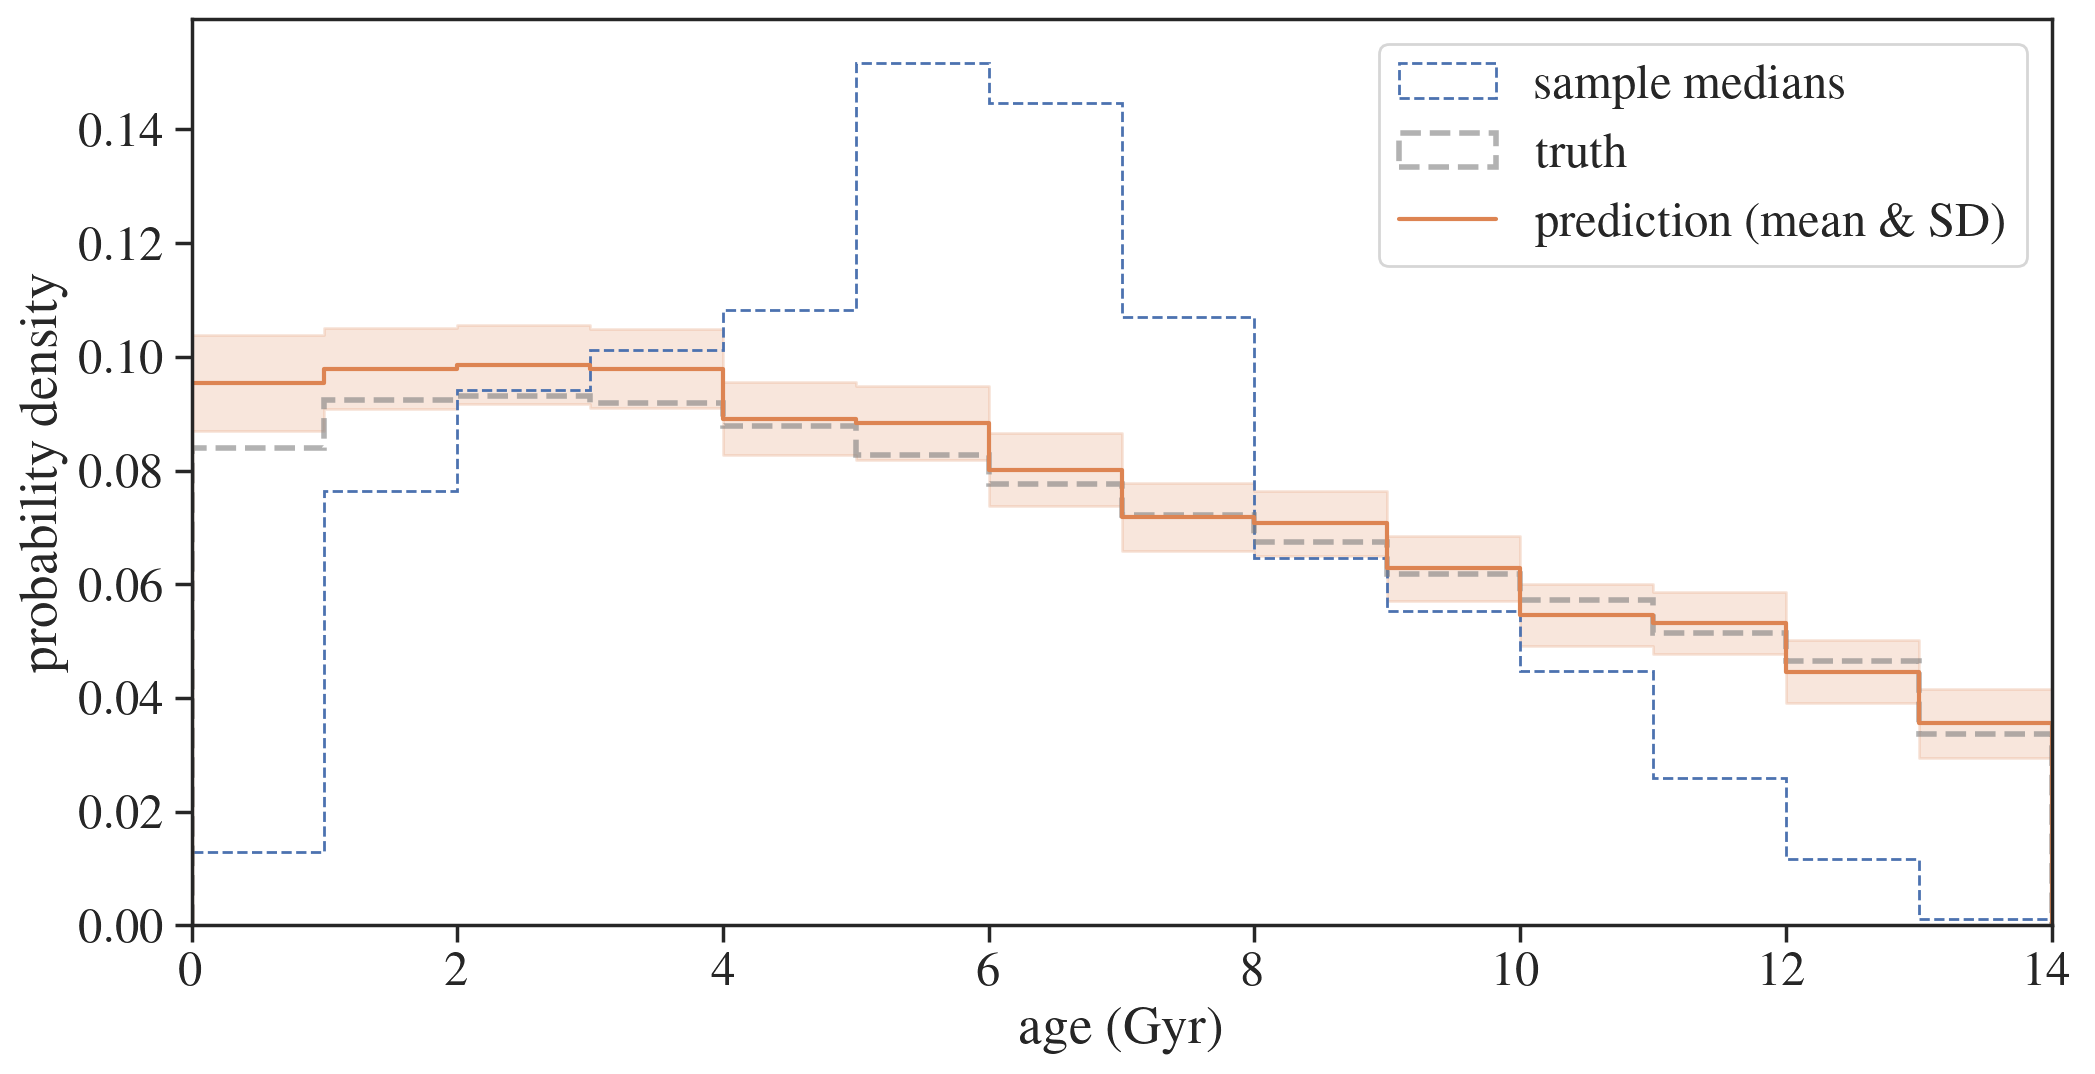 sample medians
truth
prediction (mean & SD)
probability density
0.14
0.12
0.10
0.08
0.06
0.04
0.02
0.00
0 2 4 6 8 10 12 14
age (Gyr)